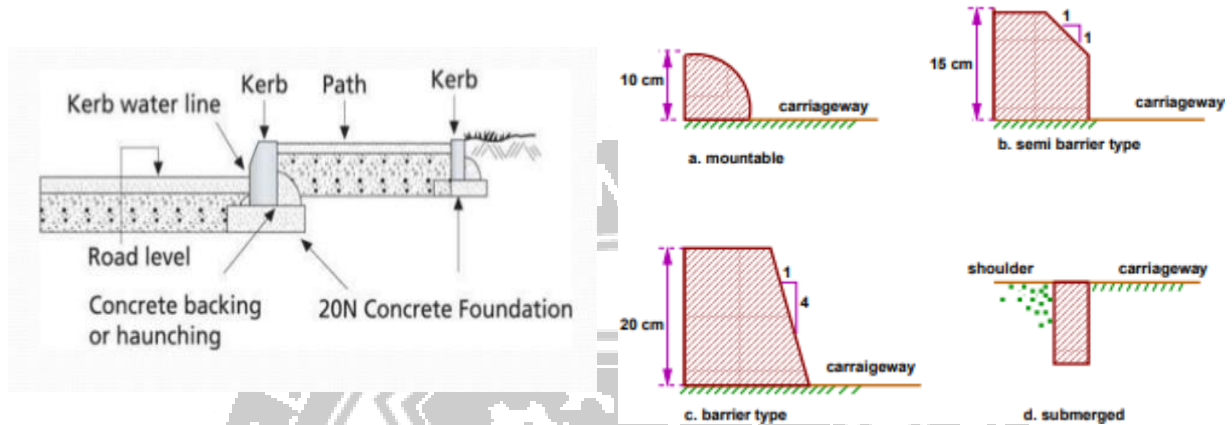 Kerb
Path
Kerb
Kerb water line
Road level
Concrete backing
or haunching
20N Concrete Foundation
10 cm
carriageway
a. mountable
15 cm
1
1
carriageway
b. semi barrier type
20 cm
1
4
carraigeway
c. barrier type
shoulder
carriageway
d. submerged